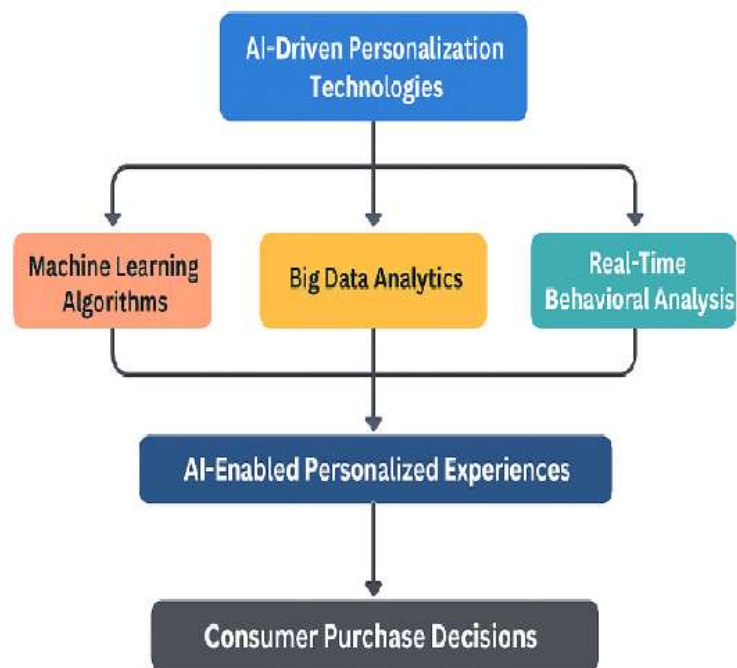 AI-Driven Personalization
Technologies
Machine Learning
Algorithms
Big Data Analytics
Real-Time
Behavioral Analysis
AI-Enabled Personalized Experiences
Consumer Purchase Decisions